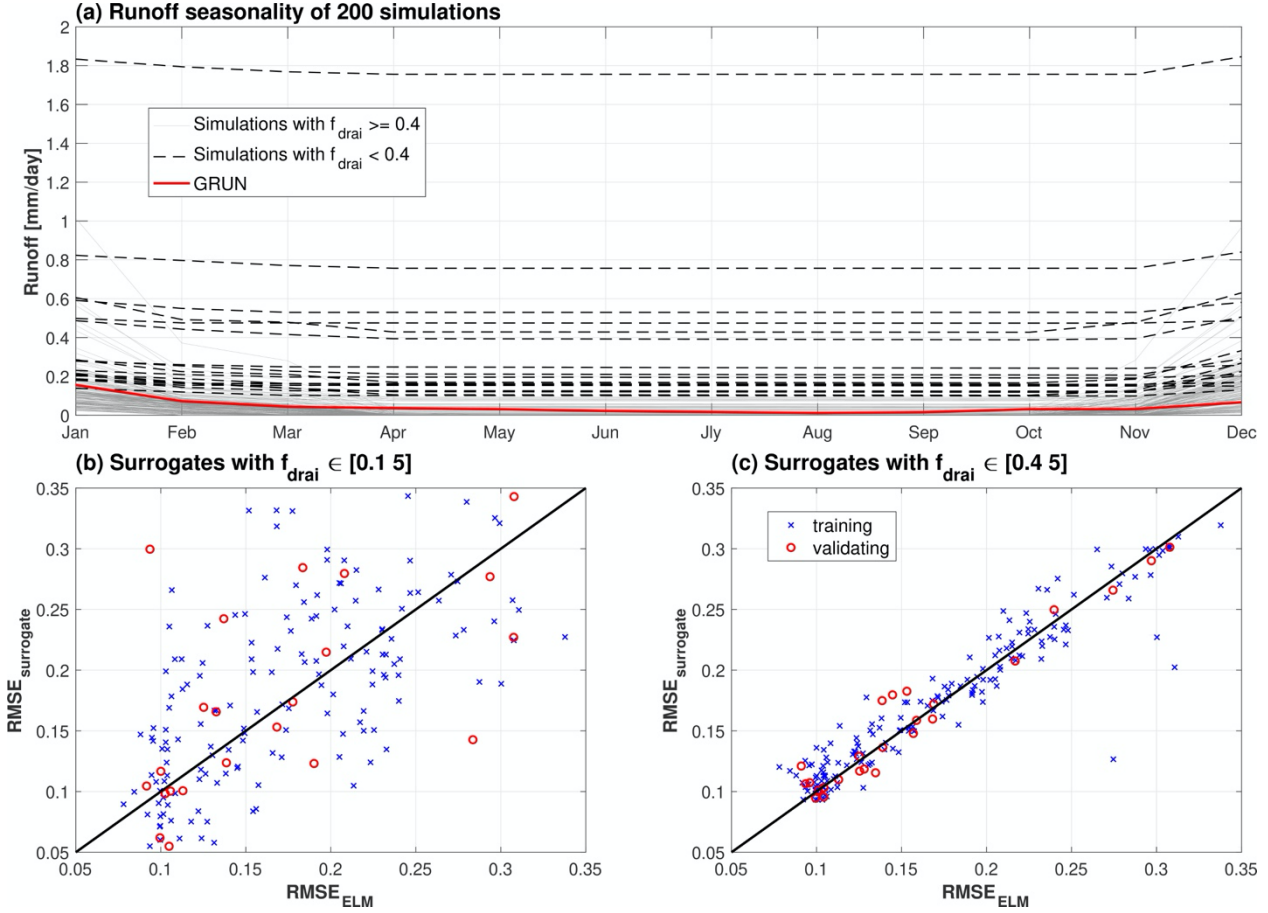 (a) Runoff seasonality of 200 simulations
Runoff [mm/day]
2
1.8
1.6
1.4
1.2
1
0.8
0.6
0.4
0.2
0
Simulations with f_drai >= 0.4
Simulations with f_drai < 0.4
GRUN
Jan Feb Mar Apr May Jun Jly Aug Sep Oct Nov Dec
(b) Surrogates with f_drai ∈ [0.1 5]
RMSE_surrogate
0.35
0.3
0.25
0.2
0.15
0.1
0.05
0.05 0.1 0.15 0.2 0.25 0.3 0.35
RMSE_ELM
(c) Surrogates with f_drai ∈ [0.4 5]
RMSE_surrogate
0.35
0.3
0.25
0.2
0.15
0.1
0.05
training
validating
0.05 0.1 0.15 0.2 0.25 0.3 0.35
RMSE_ELM